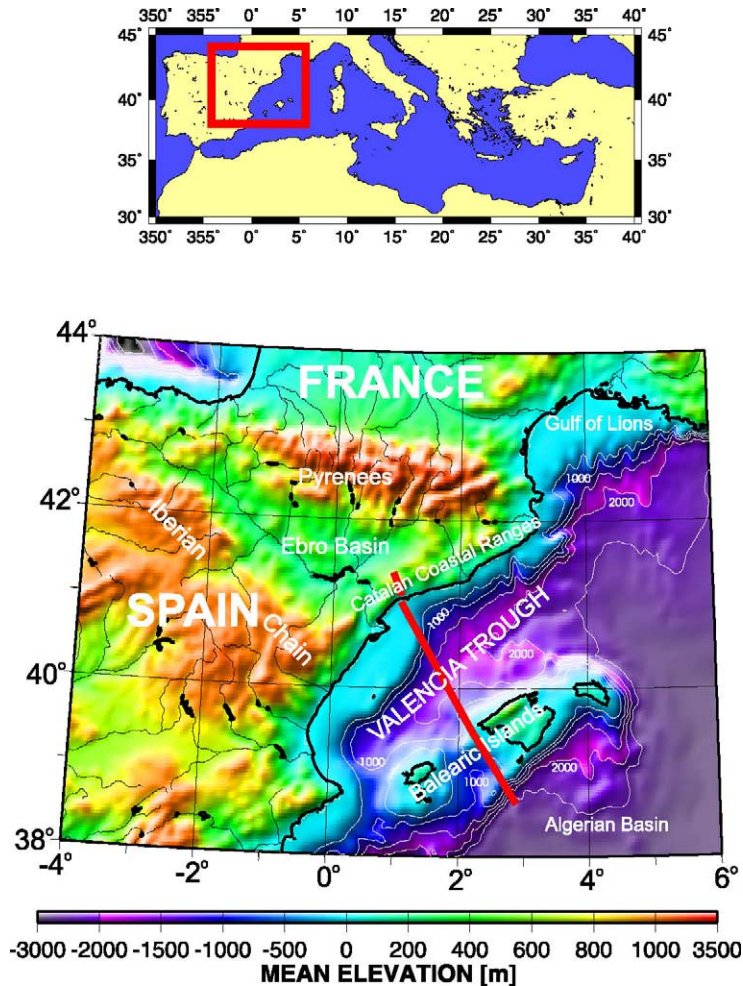 350° 355° 0° 5° 10° 15° 20° 25° 30° 35° 40°
45° 45°
40° 40°
35° 35°
30° 30°
350° 355° 0° 5° 10° 15° 20° 25° 30° 35° 40°
44°
FRANCE
Gulf of Lions
Pyrenees
1000
2000
42°
Iberian
Ebro Basin
Catalan Coastal Ranges
SPAIN
Chain
1000
VALENCIA TROUGH
2000
40°
Balearic Islands
1000
1000
2000
Algerian Basin
38°
-4° -2° 0° 2° 4° 6°
-3000 -2000 -1500 -1000 -500 0 200 400 600 800 1000 3500
MEAN ELEVATION [m]